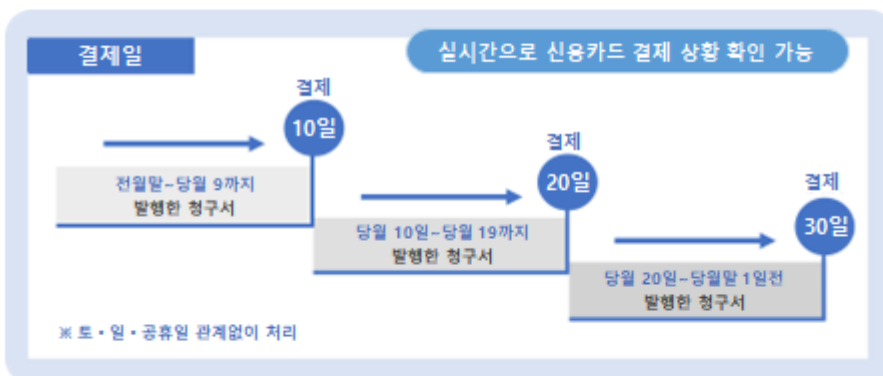 결제일
실시간으로 신용카드 결제 상황 확인 가능
결제
10일
전월말~당월 9까지
발행한 청구서
결제
20일
당월 10일~당월 19까지
발행한 청구서
결제
30일
당월 20일~당월말 1일전
발행한 청구서
※ 토・일・공휴일 관계없이 처리